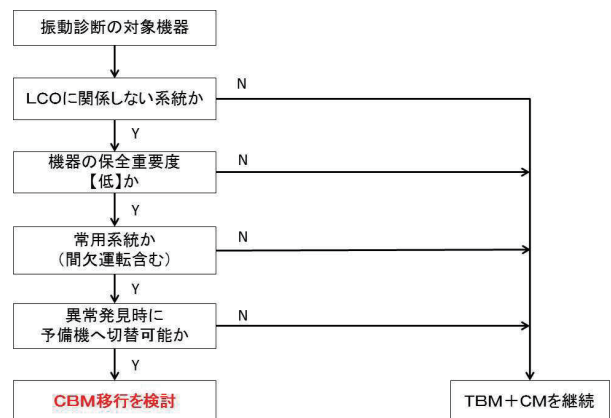 振動診断の対象機器
N
LCOに関係しない系統か
Y
機器の保全重要度
【低】か
N
Y
常用系統か
(間欠運転含む)
N
Y
異常発見時に
予備機へ切替可能か
N
Y
CBM移行を検討
TBM+CMを継続